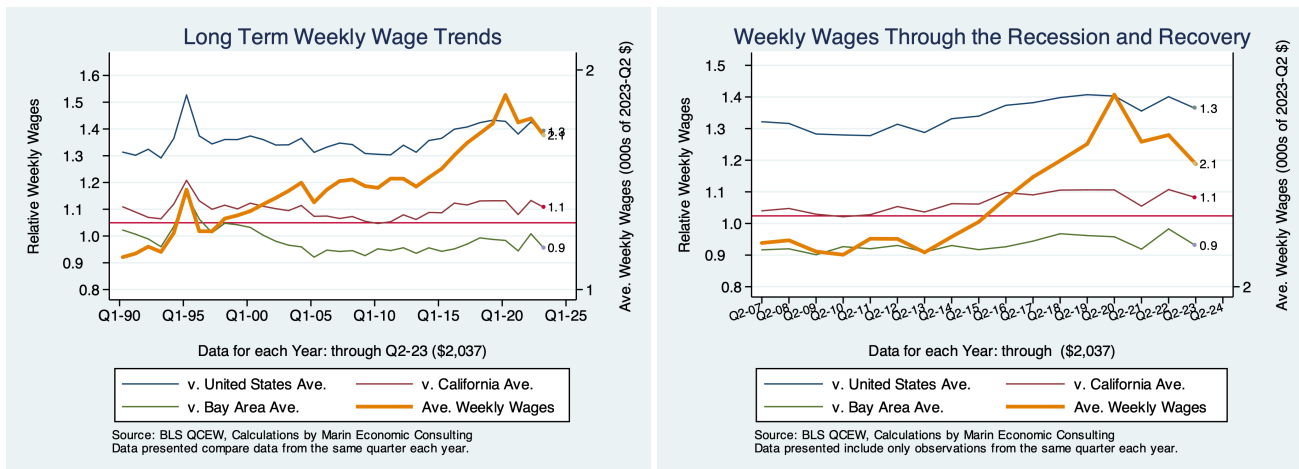 Long Term Weekly Wage Trends
Relative Weekly Wages
1.6
1.5
1.4
1.3
1.2
1.1
1.0
0.9
0.8
2
1
Ave. Weekly Wages (000s of 2023-Q2 $)
1.3
2.1
1.1
0.9
Q1-90 Q1-95 Q1-00 Q1-05 Q1-10 Q1-15 Q1-20 Q1-25
Data for each Year: through Q2-23 ($2,037)
v. United States Ave. v. California Ave.
v. Bay Area Ave. Ave. Weekly Wages
Source: BLS QCEW, Calculations by Marin Economic Consulting
Data presented compare data from the same quarter each year.
Weekly Wages Through the Recession and Recovery
Relative Weekly Wages
1.5
1.4
1.3
1.2
1.1
1.0
0.9
0.8
2
Ave. Weekly Wages (000s of 2023-Q2 $)
1.3
2.1
1.1
0.9
Q2-07 Q2-08 Q2-09 Q2-10 Q2-11 Q2-12 Q2-13 Q2-14 Q2-15 Q2-16 Q2-17 Q2-18 Q2-19 Q2-20 Q2-21 Q2-22 Q2-23 Q2-24
Data for each Year: through ($2,037)
v. United States Ave. v. California Ave.
v. Bay Area Ave. Ave. Weekly Wages
Source: BLS QCEW, Calculations by Marin Economic Consulting
Data presented include only observations from the same quarter each year.